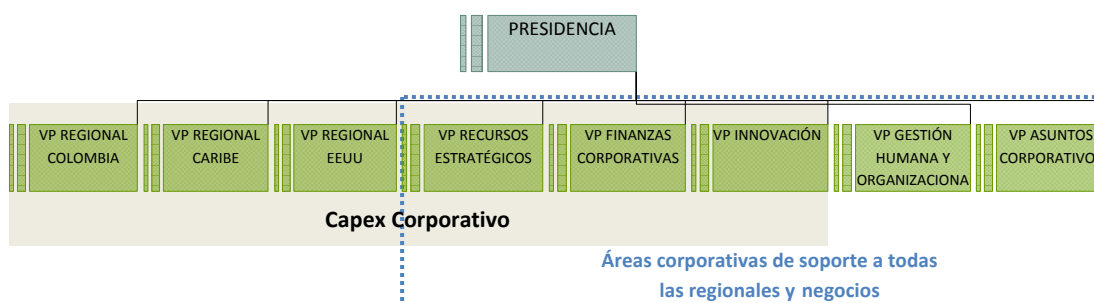 PRESIDENCIA
VP REGIONAL
COLOMBIA
VP REGIONAL
CARIBE
VP REGIONAL
EEUU
VP RECURSOS
ESTRATÉGICOS
VP FINANZAS
CORPORATIVAS
VP INNOVACIÓN
VP GESTIÓN
HUMANA Y
ORGANIZACIONA
VP ASUNTOS
CORPORATIVO
Capex Corporativo
Áreas corporativas de soporte a todas
las regionales y negocios